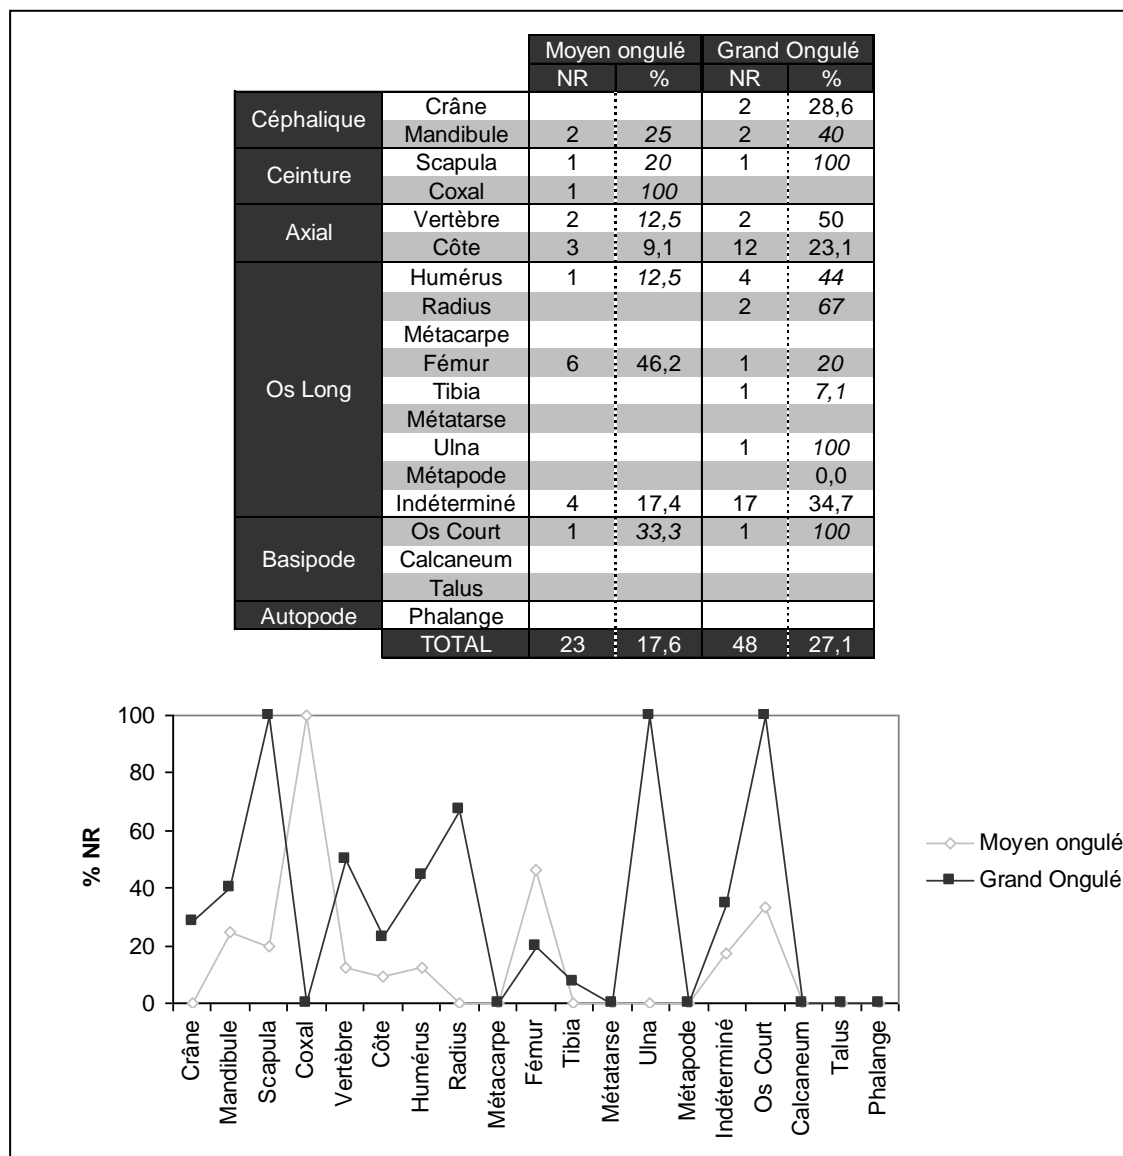 Moyen ongulé Grand Ongulé
NR % NR %
Céphalique Crâne 2 28,6
Mandibule 2 25 2 40
Ceinture Scapula 1 20 1 100
Coxal 1 100
Axial Vertèbre 2 12,5 2 50
Côte 3 9,1 12 23,1
Os Long Humérus 1 12,5 4 44
Radius 2 67
Métacarpe
Fémur 6 46,2 1 20
Tibia 1 7,1
Métatarse
Ulna 1 100
Métapode 0,0
Indéterminé 4 17,4 17 34,7
Basipode Os Court 1 33,3 1 100
Calcaneum
Talus
Autopode Phalange
TOTAL 23 17,6 48 27,1
% NR
100
80
60
40
20
0
Crâne
Mandibule
Scapula
Coxal
Vertèbre
Côte
Humérus
Radius
Métacarpe
Fémur
Tibia
Métatarse
Ulna
Métapode
Indéterminé
Os Court
Calcaneum
Talus
Phalange
Moyen ongulé
Grand Ongulé